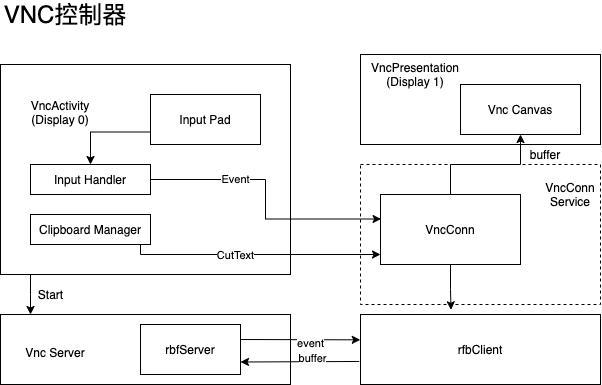 VNC控制器
VncActivity
(Display 0)
Input Pad
Input Handler
Clipboard Manager
Event
CutText
VncPresentation
(Display 1)
Vnc Canvas
buffer
VncConn
Service
VncConn
Start
Vnc Server
rbfServer
event
buffer
rfbClient